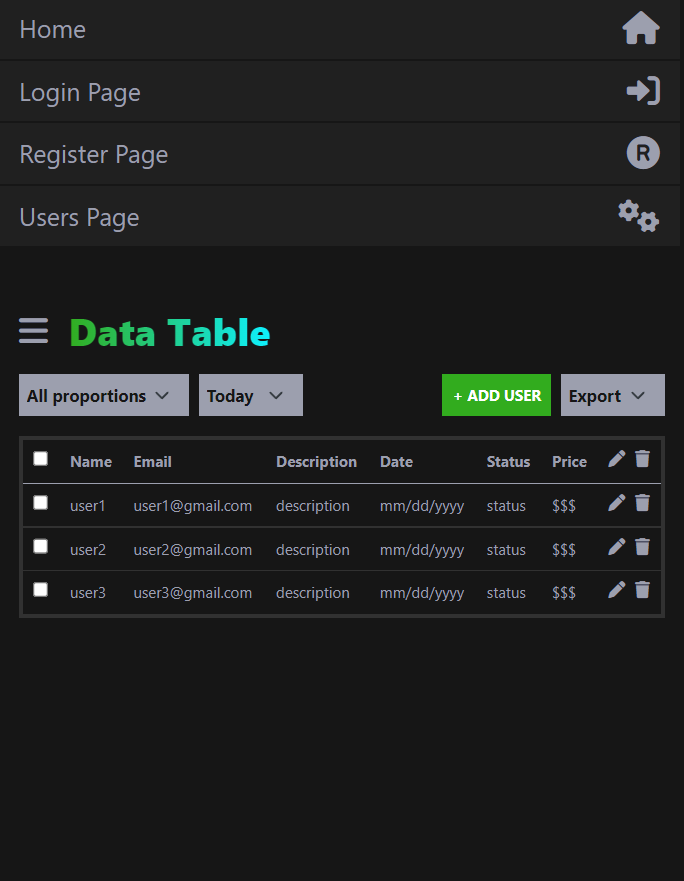 Home
Login Page
Register Page
R
Users Page
Data Table
All proportions Today + ADD USER Export
Name Email Description Date Status Price
user1 user1@gmail.com description mm/dd/yyyy status $$$
user2 user2@gmail.com description mm/dd/yyyy status $$$
user3 user3@gmail.com description mm/dd/yyyy status $$$